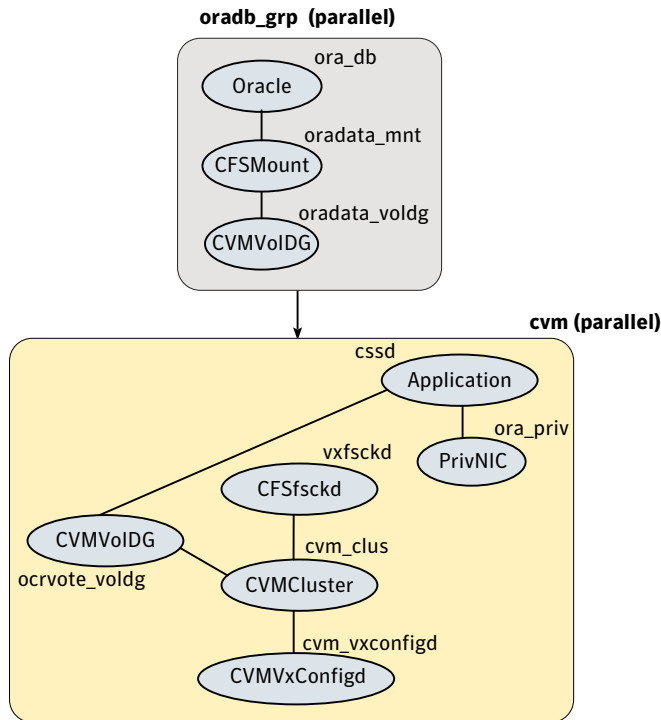 oradb_grp (parallel)
ora_db
Oracle
oradata_mnt
CFSMount
oradata_voldg
CVMVolDG
cvm (parallel)
cssd
Application
ora_priv
PrivNIC
vxfsckd
CFSfsckd
CVMVolDG
ocrvote_voldg
cvm_clus
CVMCluster
cvm_vxconfigd
CVMVxConfigd